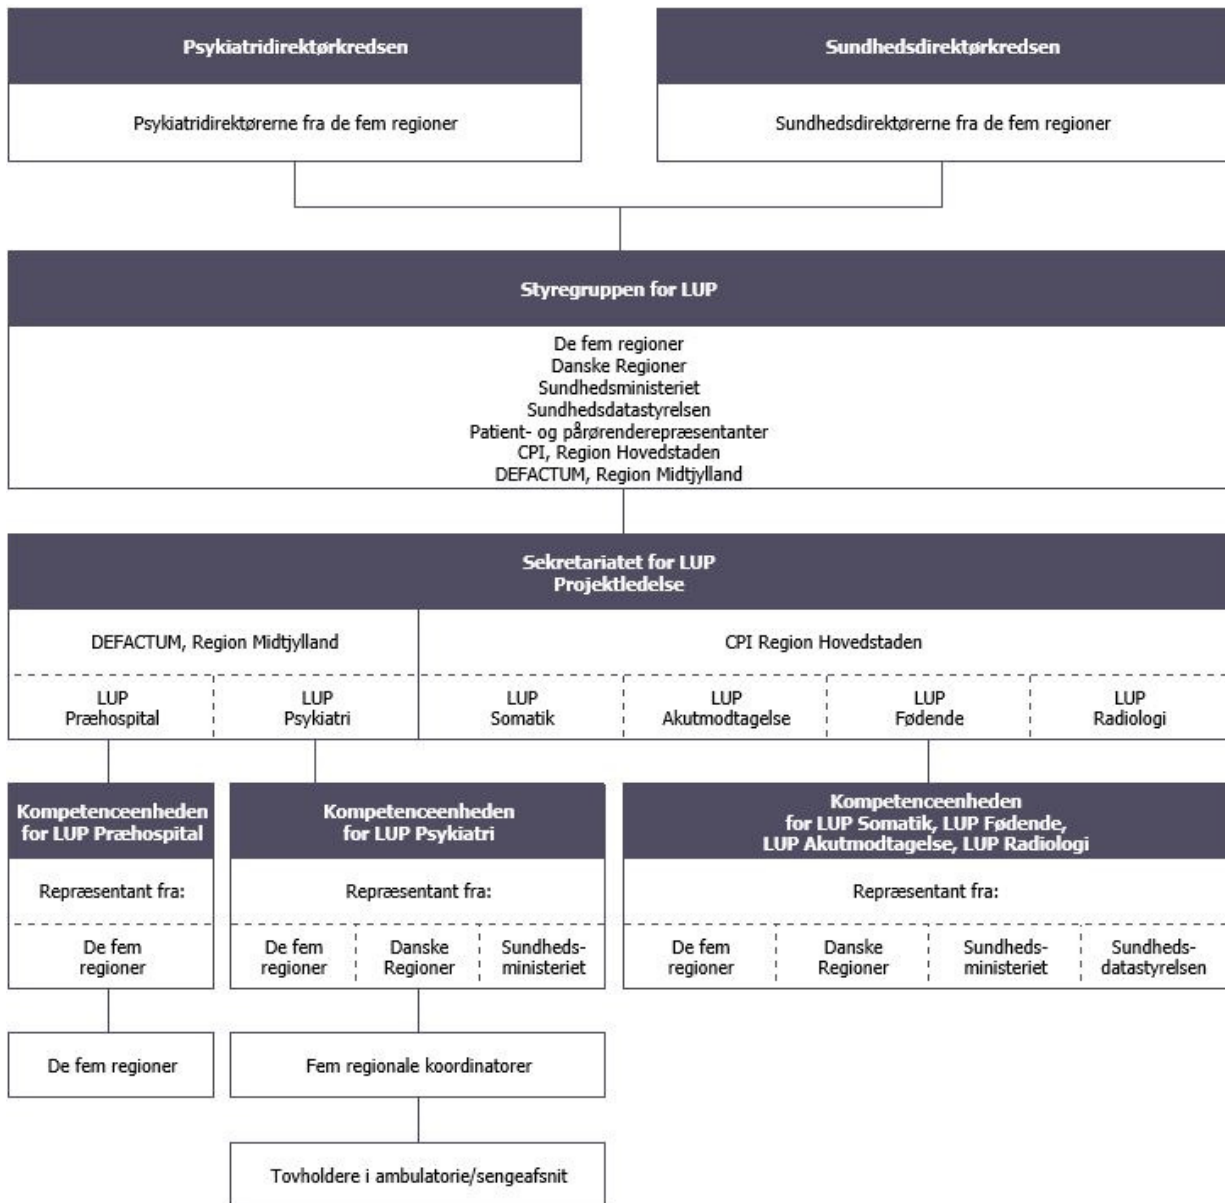 Psykiatridirektørkredsen
Psykiatridirektørerne fra de fem regioner
Sundhedsdirektørkredsen
Sundhedsdirektørerne fra de fem regioner
Styregruppen for LUP
De fem regioner
Danske Regioner
Sundhedsministeriet
Sundhedsdatastyrelsen
Patient- og pårørenderepræsentanter
CPI, Region Hovedstaden
DEFACTUM, Region Midtjylland
Sekretariatet for LUP
Projektledelse
DEFACTUM, Region Midtjylland
CPI Region Hovedstaden
LUP
Præhospital
LUP
Psykiatri
LUP
Somatik
LUP
Akutmodtagelse
LUP
Fødende
LUP
Radiologi
Kompetenceenheden
for LUP Præhospital
Repræsentant fra:
De fem
regioner
De fem regioner
Kompetenceenheden
for LUP Psykiatri
Repræsentant fra:
De fem
regioner
Danske
Regioner
Sundheds-
ministeriet
Fem regionale koordinatorer
Tovholdere i ambulatorie/sengeafsnit
Kompetenceenheden
for LUP Somatik, LUP Fødende,
LUP Akutmodtagelse, LUP Radiologi
Repræsentant fra:
De fem
regioner
Danske
Regioner
Sundheds-
ministeriet
Sundheds-
datastyrelsen